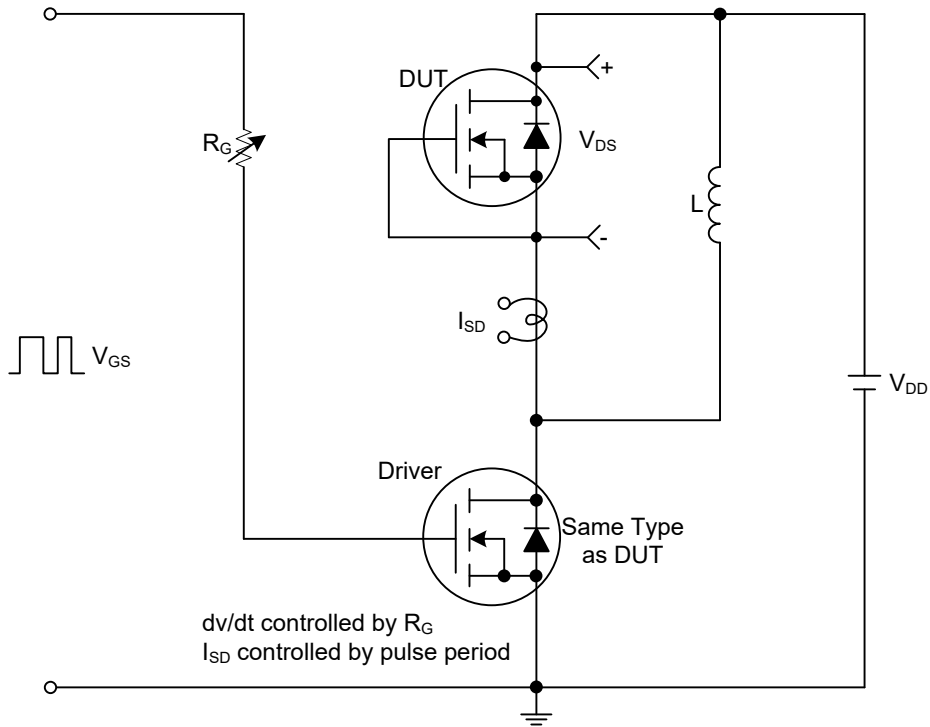 DUT
+
R_G
V_DS
L
-
I_SD
V_GS
V_DD
Driver
Same Type
as DUT
dv/dt controlled by R_G
I_SD controlled by pulse period